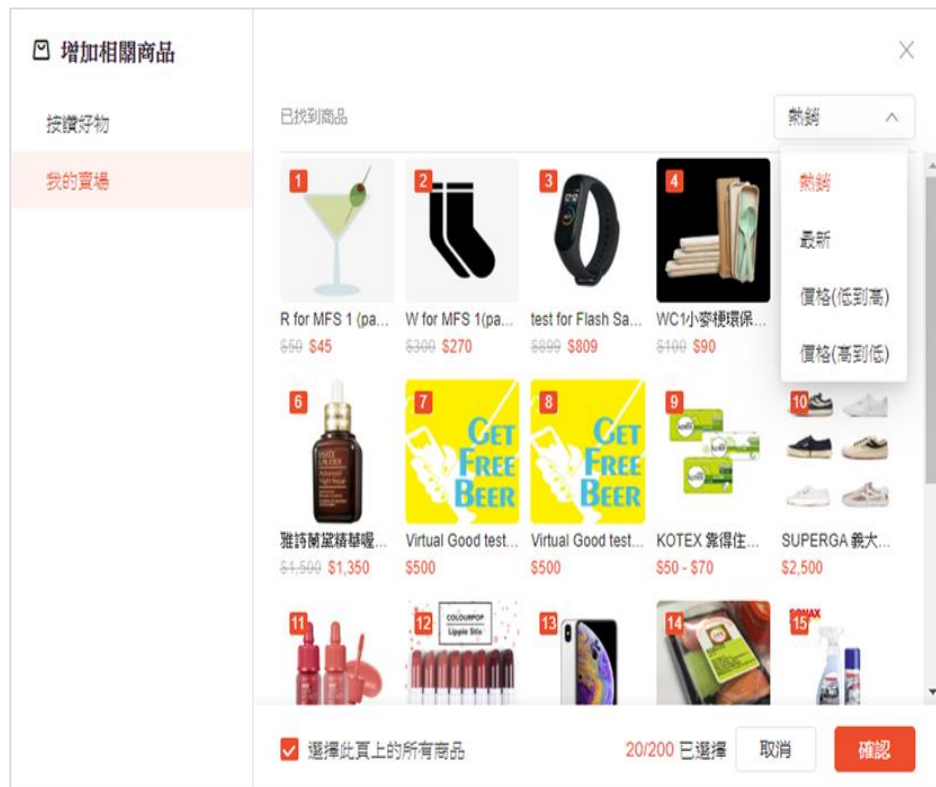 增加相關商品
按讚好物
我的賣場
已找到商品
熱銷
熱銷
最新
價格(低到高)
價格(高到低)
1
2
3
4
R for MFS 1 (pa...
W for MFS 1(pa...
test for Flash Sa...
WC1小麥梗環保...
$50 $45
$300 $270
$899 $809
$100 $90
6
7
8
9
10
GET FREE BEER
GET FREE BEER
雅詩蘭黛精華喔...
Virtual Good test...
Virtual Good test...
KOTEX 靠得住...
SUPERGA 義大...
$1,500 $1,350
$500
$500
$50 - $70
$2,500
11
12
13
14
15
COLOURPOP
Lippie Stix
SONAX
選擇此頁上的所有商品
20/200 已選擇
取消
確認